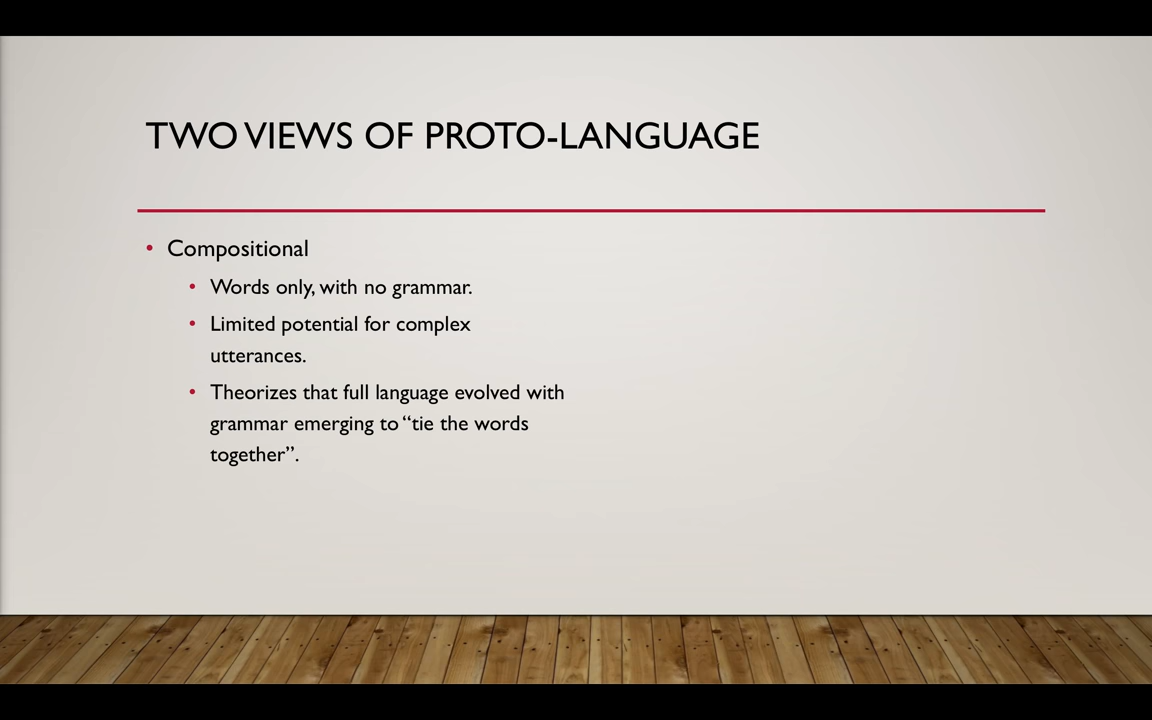 TWO VIEWS OF PROTO-LANGUAGE
• Compositional
• Words only, with no grammar.
• Limited potential for complex
utterances.
• Theorizes that full language evolved with
grammar emerging to “tie the words
together”.